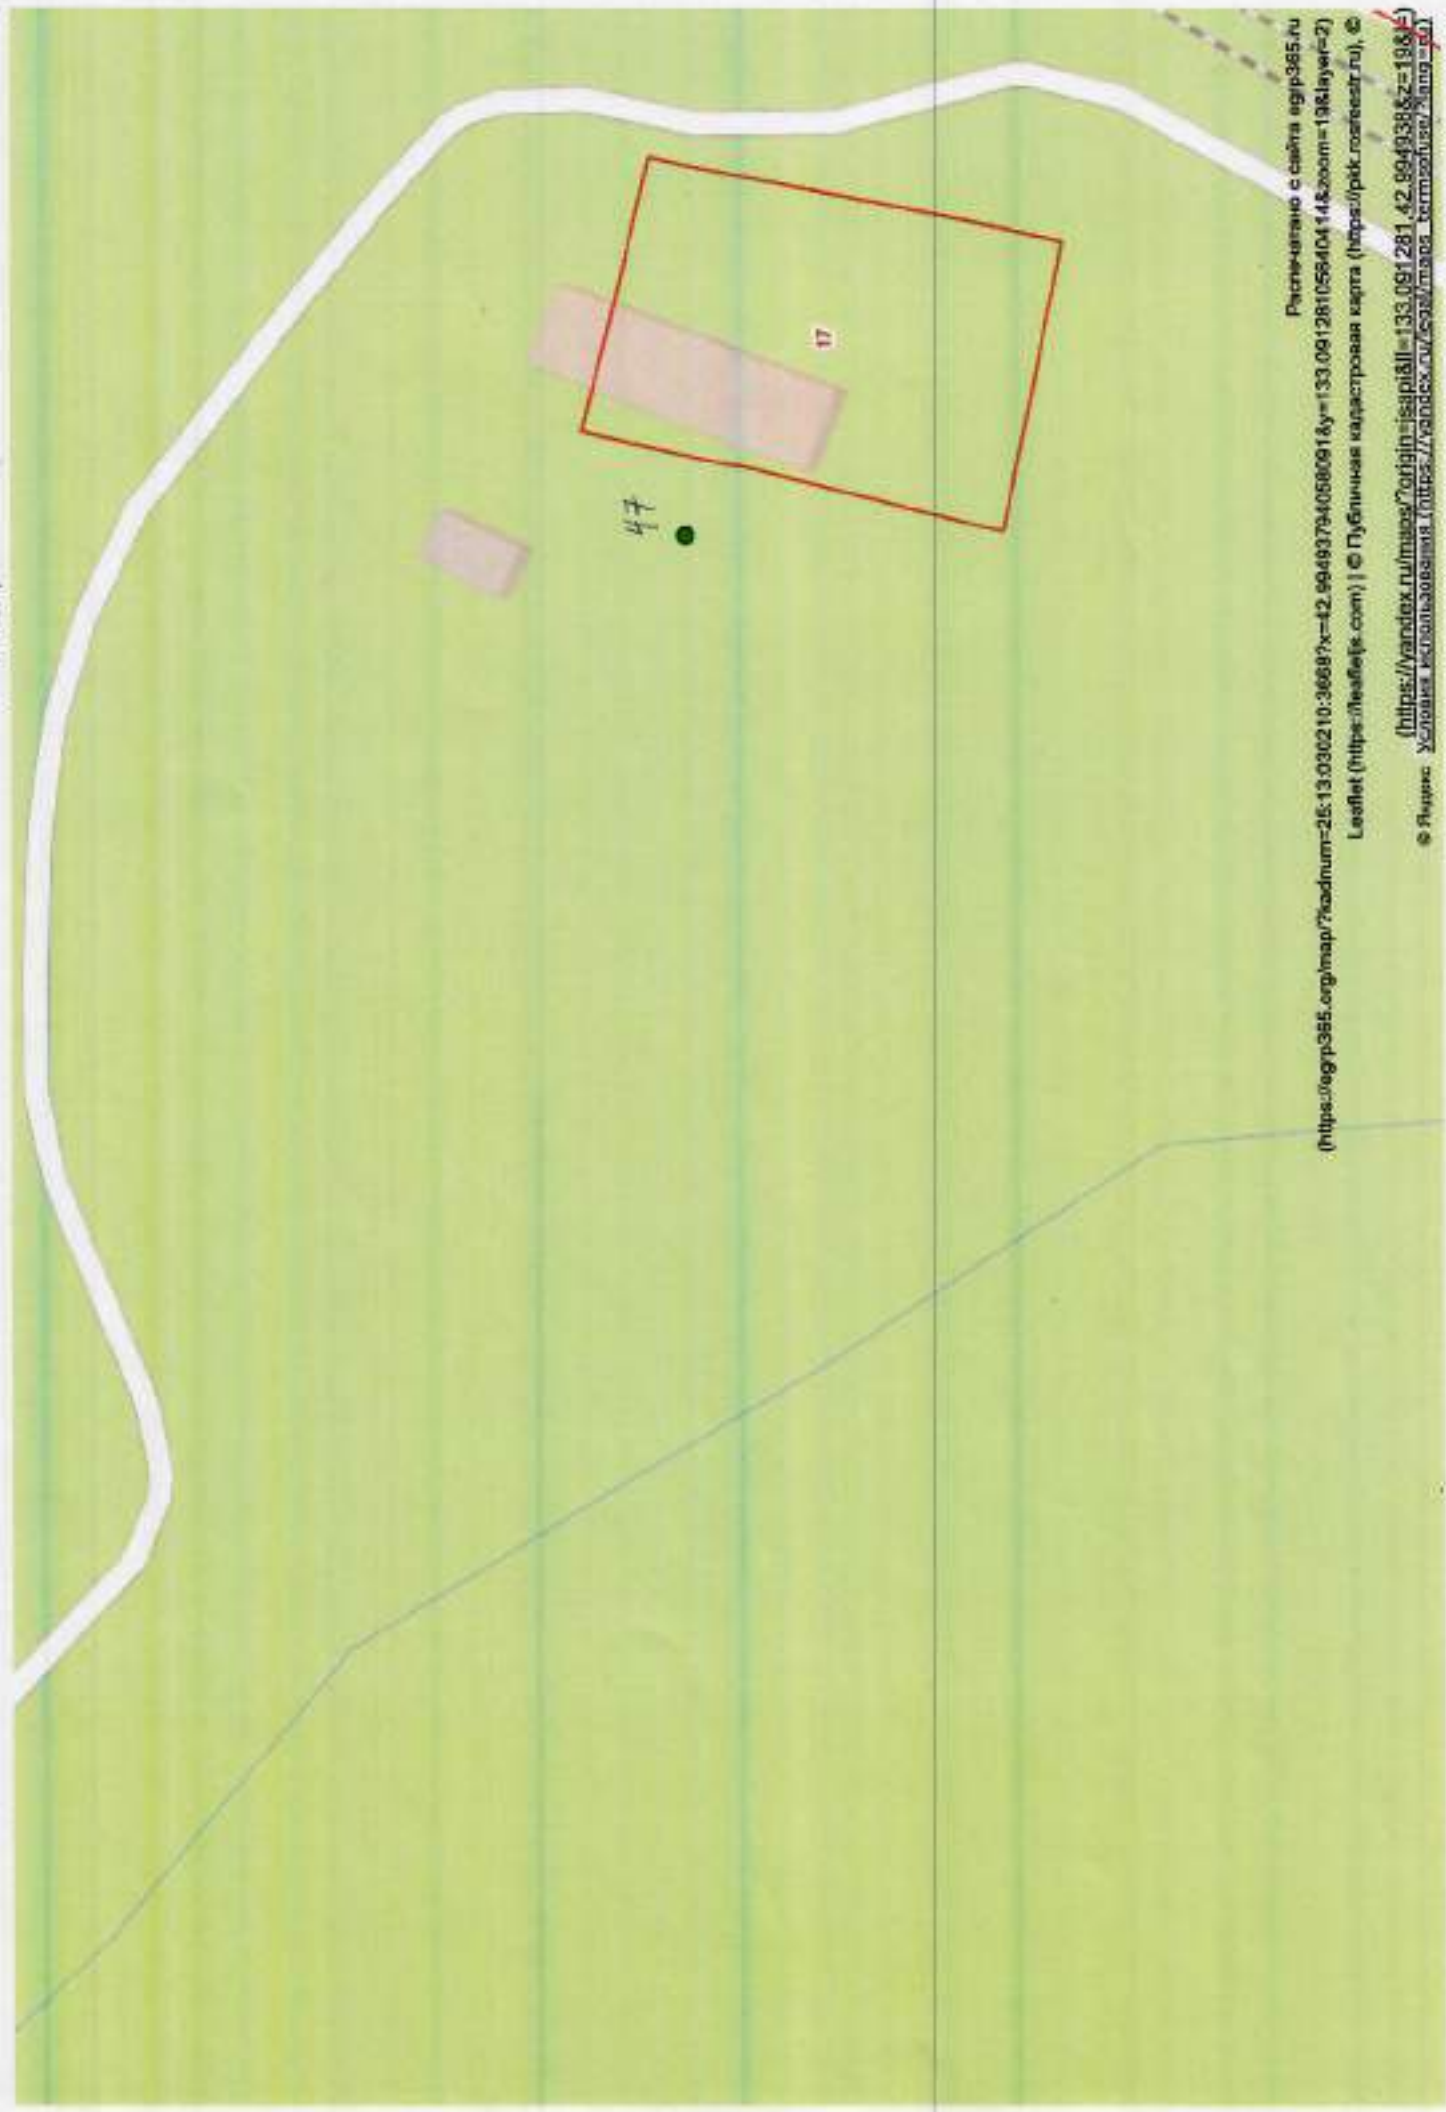 47
17
Распечатано с сайта egrp365.ru
(https://egrp365.org/map/?kadnum=25:13:030210:3668?x=42.99493794058091&y=133.09128105840414&zoom=19&layer=2)
Leaflet (https://leafletjs.com) | © Публичная кадастровая карта (https://pkk.rosreestr.ru), ©
(https://yandex.ru/maps/?origin=jsapi&ll=133.091281,42.994938&z=19&l=)
© Яндекс Условия использования (https://yandex.ru/legal/maps_termsofuse/?lang=ru)